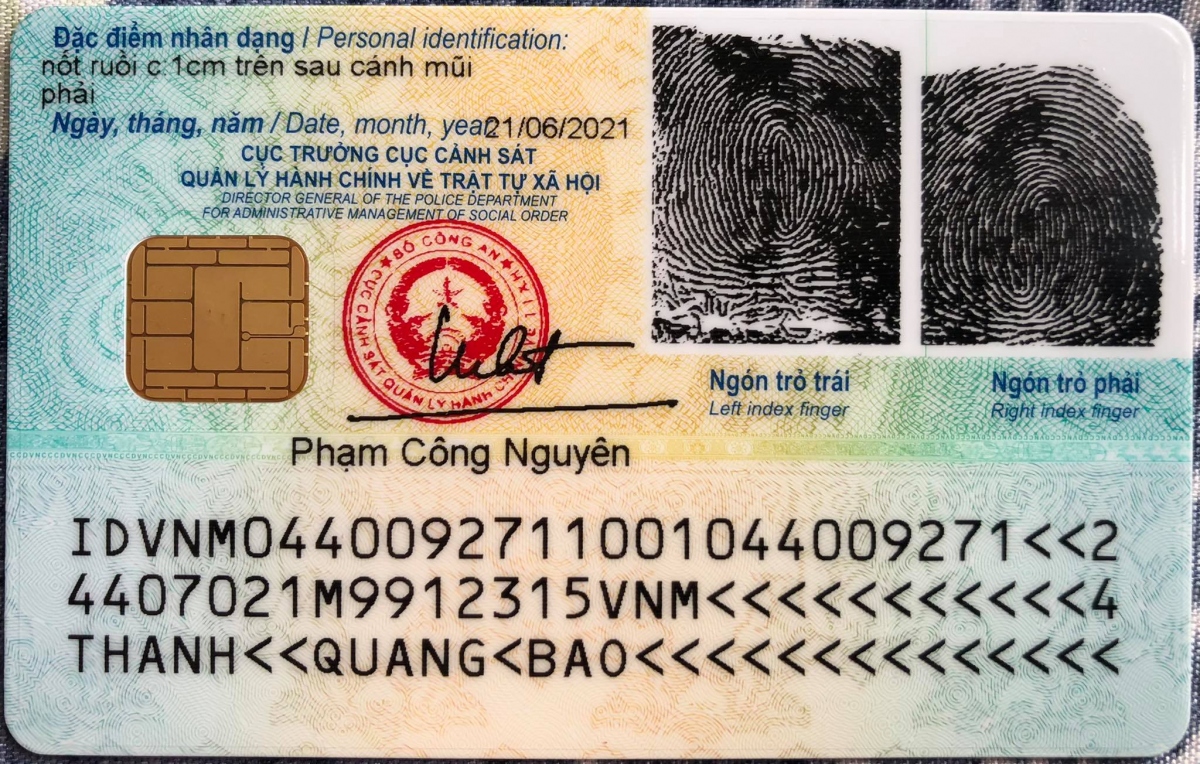 Đặc điểm nhân dạng / Personal identification:
nốt ruồi c.1cm trên sau cánh mũi
phải
Ngày, tháng, năm / Date, month, year 21/06/2021
CỤC TRƯỞNG CỤC CẢNH SÁT
QUẢN LÝ HÀNH CHÍNH VỀ TRẬT TỰ XÃ HỘI
DIRECTOR GENERAL OF THE POLICE DEPARTMENT
FOR ADMINISTRATIVE MANAGEMENT OF SOCIAL ORDER
BỘ CÔNG AN
CỤC CẢNH SÁT QUẢN LÝ HÀNH
Ngón trỏ trái
Left index finger
Ngón trỏ phải
Right index finger
Phạm Công Nguyên
IDVNM0440092711001044009271<<2
4407021M9912315VNM<<<<<<<<<<<4
THANH<<QUANG<BAO<<<<<<<<<<<<<<